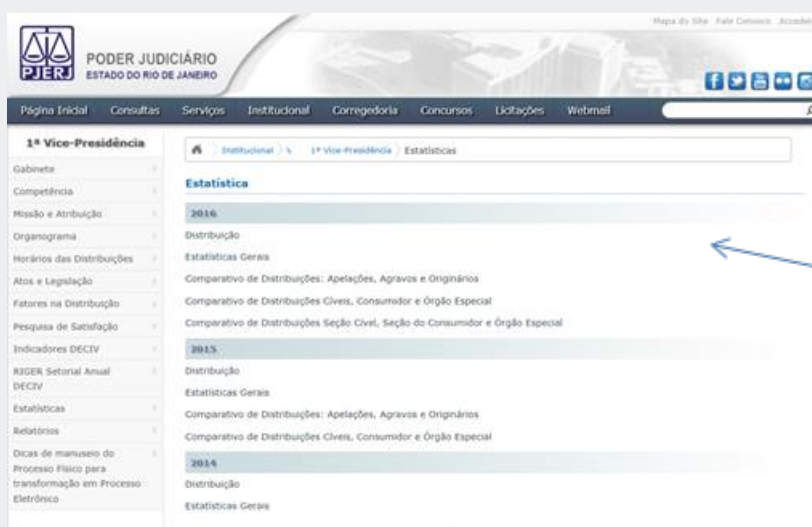 Mapa do Site Fale Conosco
PJERJ
PODER JUDICIÁRIO
ESTADO DO RIO DE JANEIRO
Página Inicial Consultas Serviços Institucional Corregedoria Concursos Licitações Webmail
1ª Vice-Presidência
Gabinete
Competência
Missão e Atribuição
Organograma
Horários das Distribuições
Atos e Legislação
Fatores na Distribuição
Pesquisa de Satisfação
Indicadores DECIV
RIGER Setorial Anual
DECIV
Estatísticas
Relatórios
Dicas de manuseio do
Processo Físico para
transformação em Processo
Eletrônico
Institucional 1ª Vice-Presidência Estatísticas
Estatística
2016
Distribuição
Estatísticas Gerais
Comparativo de Distribuições: Apelações, Agravos e Originários
Comparativo de Distribuições Cíveis, Consumidor e Órgão Especial
Comparativo de Distribuições Seção Cível, Seção do Consumidor e Órgão Especial
2015
Distribuição
Estatísticas Gerais
Comparativo de Distribuições: Apelações, Agravos e Originários
Comparativo de Distribuições Cíveis, Consumidor e Órgão Especial
2014
Distribuição
Estatísticas Gerais